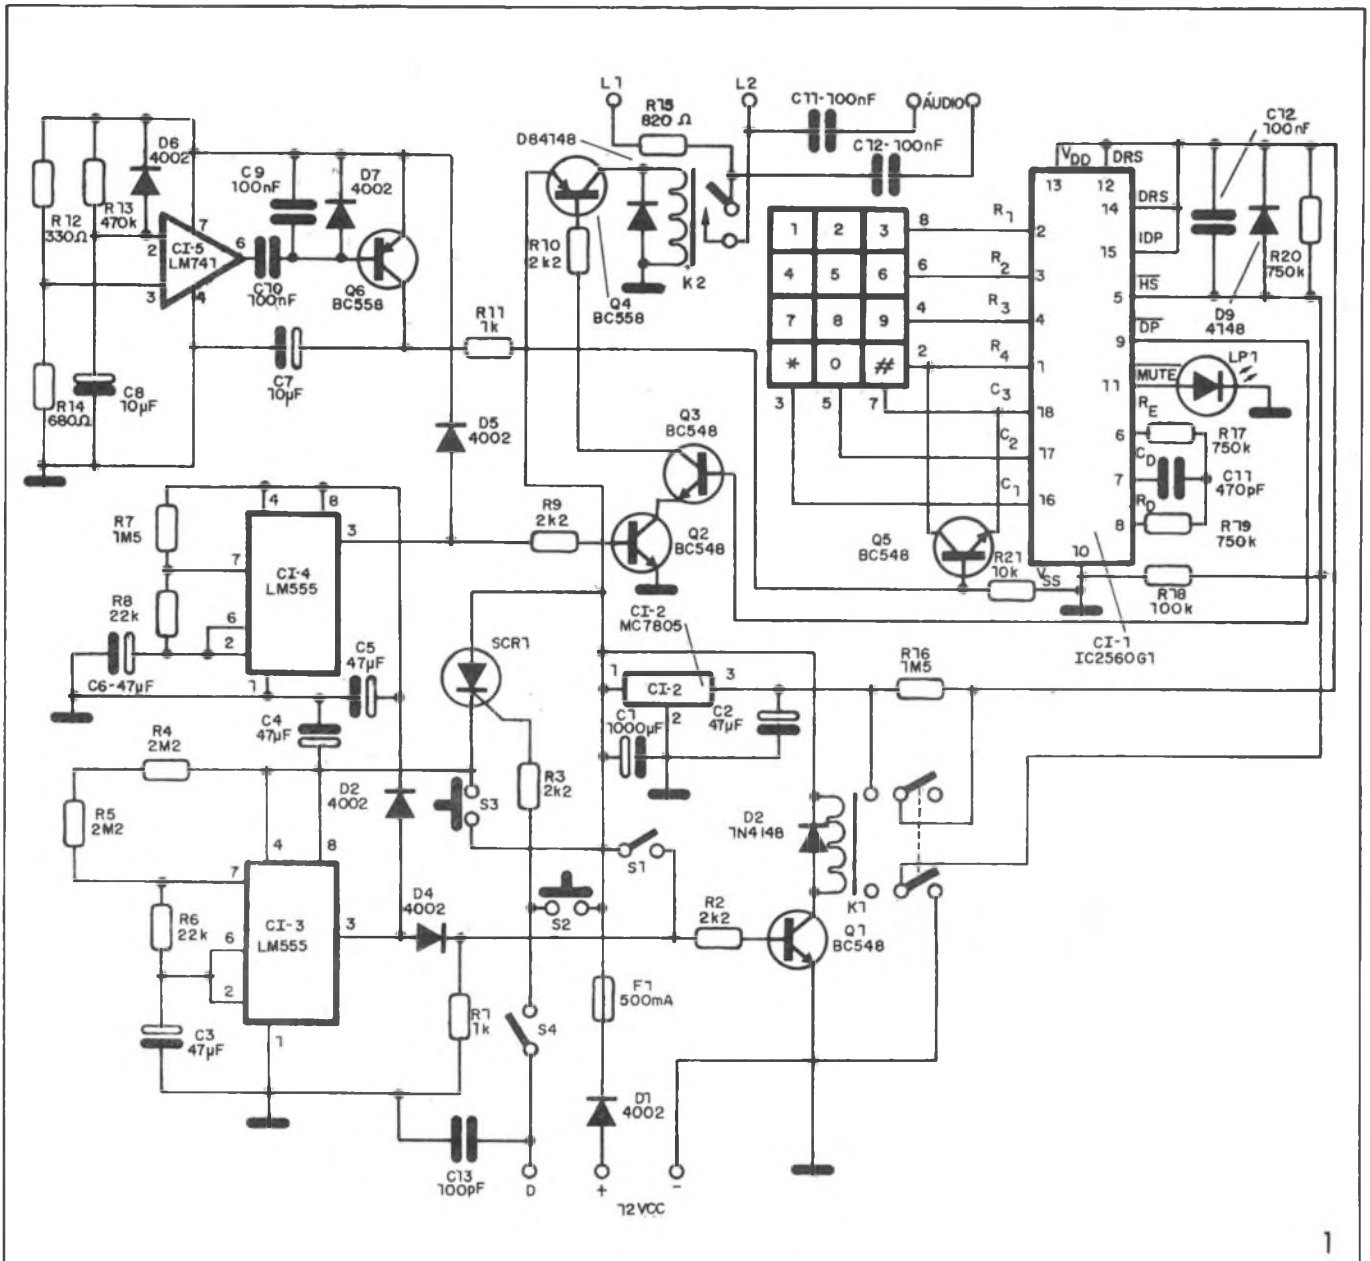 L1
L2
R15
820 Ω
C11-100nF
ÁUDIO
C12-100nF
D84148
D6
4002
R12
330Ω
R13
470k
CI-5
LM741
2
3
7
6
4
C9
100nF
D7
4002
C10
100nF
Q6
BC558
R10
2k2
Q4
BC558
K2
R11
1k
C7
10µF
R14
680Ω
C8
10µF
D5
4002
Q3
BC548
1
2
3
4
5
6
7
8
9
*
0
#
8
6
4
2
3
5
7
R1
R2
R3
R4
C3
C2
C1
2
3
4
1
18
17
16
VDD
DRS
13
12
14
DRS
15
IDP
5
HS
DP
9
MUTE
11
RE
6
CD
7
RD
8
10
VSS
C12
100nF
R20
750k
D9
4148
LP1
R17
750k
C11
470pF
R19
750k
R18
100k
CI-1
IC2560G1
Q5
BC548
R21
10k
R7
1M5
R8
22k
4
8
7
3
6
2
1
CI-4
LM555
R9
2k2
Q2
BC548
C6-47µF
C5
47µF
C4
47µF
SCR1
CI-2
MC7805
1
CI-2
3
2
C1
1000µF
C2
47µF
R16
1M5
R4
2M2
R5
2M2
D2
4002
S3
R3
2k2
S1
D2
1N4148
K1
4
8
7
3
6
2
1
CI-3
LM555
R6
22k
D4
4002
S2
R2
2k2
Q1
BC548
C3
47µF
R1
1k
S4
F1
500mA
D1
4002
C13
100pF
D
+
-
12VCC
1